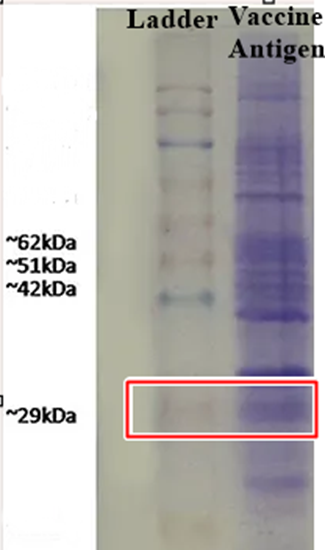 Ladder Vaccine
Antigen
~62kDa
~51kDa
~42kDa
~29kDa